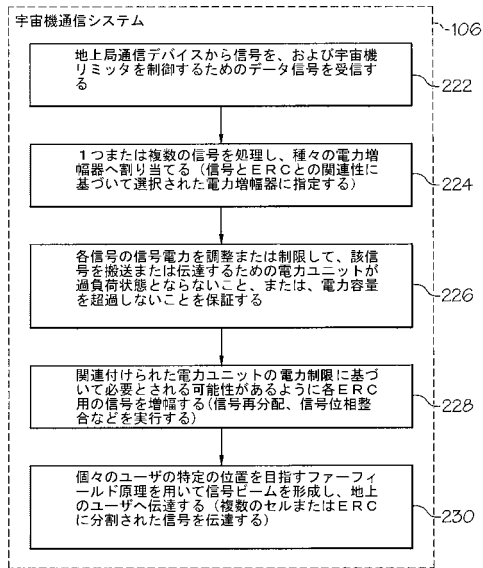 宇宙機通信システム
106
地上局通信デバイスから信号を、および宇宙機
リミッタを制御するためのデータ信号を受信す
る
222
1つまたは複数の信号を処理し、種々の電力増
幅器へ割り当てる(信号とERCとの関連性に
基づいて選択された電力増幅器に指定する)
224
各信号の信号電力を調整または制限して、該信
号を搬送または伝達するための電力ユニットが
過負荷状態とならないこと、または、電力容量
を超過しないことを保証する
226
関連付けられた電力ユニットの電力制限に基づ
いて必要とされる可能性があるように各ERC
用の信号を増幅する(信号再分配、信号位相整
合などを実行する)
228
個々のユーザの特定の位置を目指すファーフィ
ールド原理を用いて信号ビームを形成し、地上
のユーザへ伝達する(複数のセルまたはERC
に分割された信号を伝達する)
230